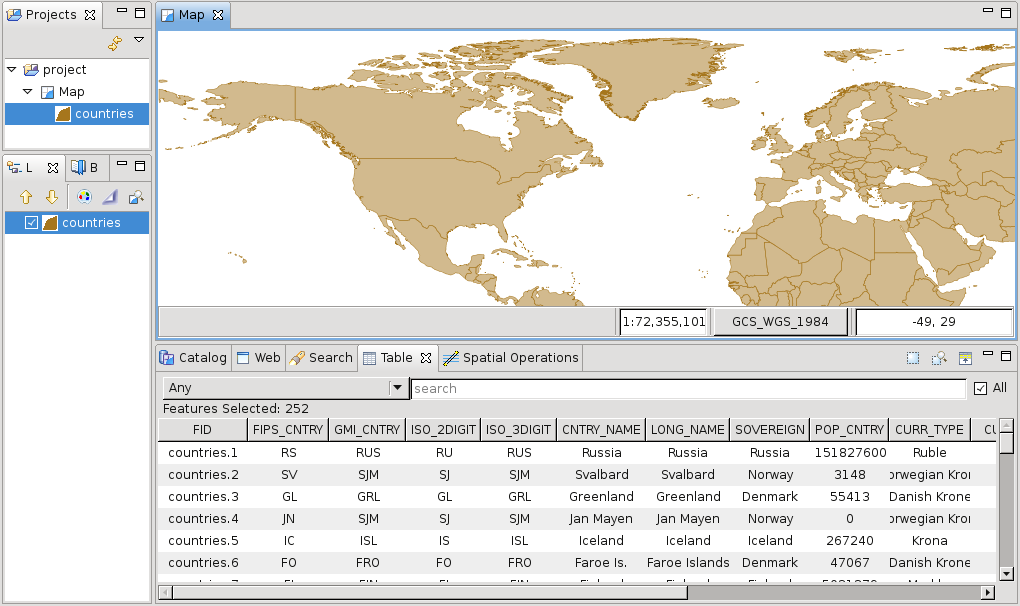 Projects
project
Map
countries
L B
countries
Map
1:72,355,101 GCS_WGS_1984 -49, 29
Catalog Web Search Table Spatial Operations
Any search All
Features Selected: 252
FID FIPS_CNTRY GMI_CNTRY ISO_2DIGIT ISO_3DIGIT CNTRY_NAME LONG_NAME SOVEREIGN POP_CNTRY CURR_TYPE CU
countries.1 RS RUS RU RUS Russia Russia Russia 151827600 Ruble
countries.2 SV SJM SJ SJM Svalbard Svalbard Norway 3148 orwegian Kro
countries.3 GL GRL GL GRL Greenland Greenland Denmark 55413 Danish Krone
countries.4 JN SJM SJ SJM Jan Mayen Jan Mayen Norway 0 orwegian Kro
countries.5 IC ISL IS ISL Iceland Iceland Iceland 267240 Krona
countries.6 FO FRO FO FRO Faroe Is. Faroe Islands Denmark 47067 Danish Krone